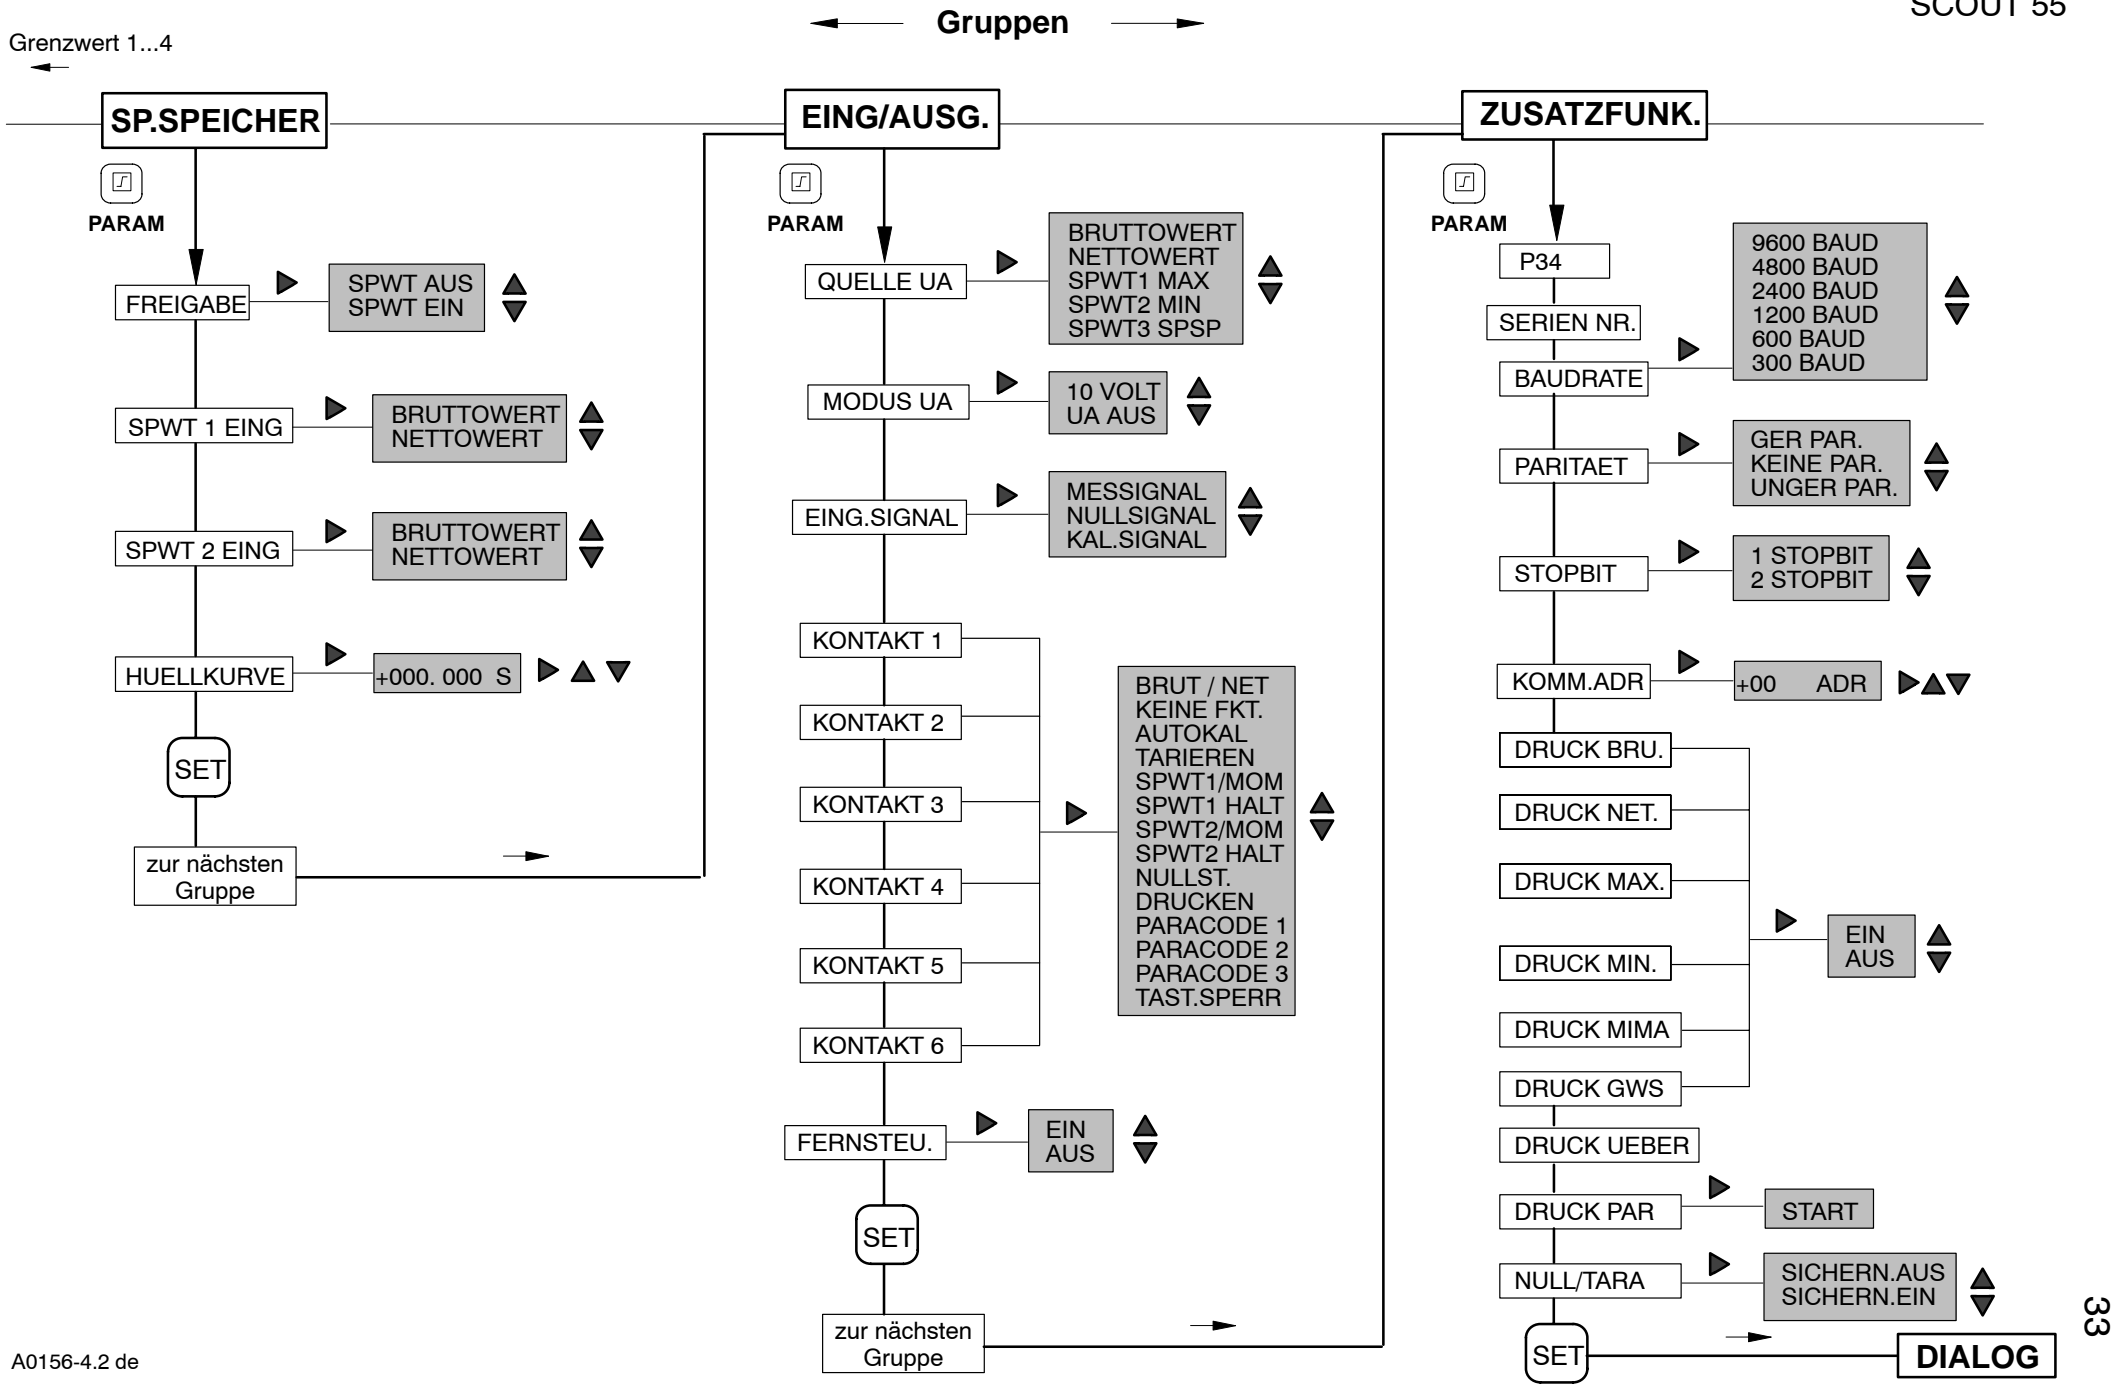 SCOUT 55
Gruppen
Grenzwert 1...4
SP.SPEICHER
PARAM
FREIGABE
SPWT AUS
SPWT EIN
SPWT 1 EING
BRUTTOWERT
NETTOWERT
SPWT 2 EING
BRUTTOWERT
NETTOWERT
HUELLKURVE
+000. 000 S
SET
zur nächsten
Gruppe
EING/AUSG.
PARAM
QUELLE UA
BRUTTOWERT
NETTOWERT
SPWT1 MAX
SPWT2 MIN
SPWT3 SPSP
MODUS UA
10 VOLT
UA AUS
EING.SIGNAL
MESSIGNAL
NULLSIGNAL
KAL.SIGNAL
KONTAKT 1
KONTAKT 2
KONTAKT 3
KONTAKT 4
KONTAKT 5
KONTAKT 6
BRUT / NET
KEINE FKT.
AUTOKAL
TARIEREN
SPWT1/MOM
SPWT1 HALT
SPWT2/MOM
SPWT2 HALT
NULLST.
DRUCKEN
PARACODE 1
PARACODE 2
PARACODE 3
TAST.SPERR
FERNSTEU.
EIN
AUS
SET
zur nächsten
Gruppe
ZUSATZFUNK.
PARAM
P34
SERIEN NR.
BAUDRATE
9600 BAUD
4800 BAUD
2400 BAUD
1200 BAUD
600 BAUD
300 BAUD
PARITAET
GER PAR.
KEINE PAR.
UNGER PAR.
STOPBIT
1 STOPBIT
2 STOPBIT
KOMM.ADR
+00 ADR
DRUCK BRU.
DRUCK NET.
DRUCK MAX.
DRUCK MIN.
DRUCK MIMA
DRUCK GWS
EIN
AUS
DRUCK UEBER
DRUCK PAR
START
NULL/TARA
SICHERN.AUS
SICHERN.EIN
SET
DIALOG
33
A0156-4.2 de